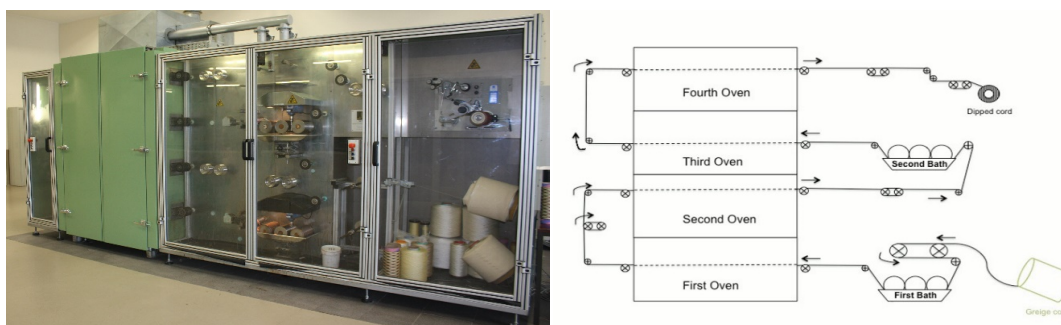 Fourth Oven
Dipped cord
Third Oven
Second Bath
Second Oven
First Oven
First Bath